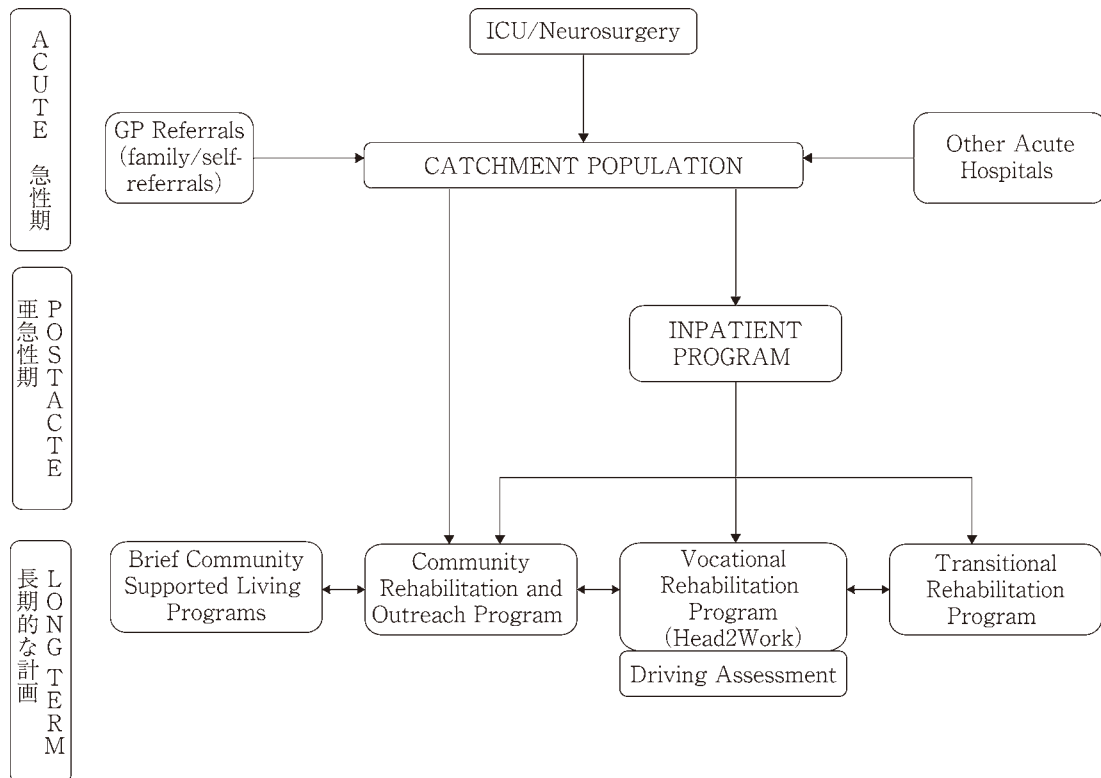 ACUTE 急性期
ICU/Neurosurgery
GP Referrals
(family/self-
referrals)
CATCHMENT POPULATION
Other Acute
Hospitals
POSTACTE
亜急性期
INPATIENT
PROGRAM
LONG TERM
長期的な計画
Brief Community
Supported Living
Programs
Community
Rehabilitation and
Outreach Program
Vocational
Rehabilitation
Program
(Head2Work)
Driving Assessment
Transitional
Rehabilitation
Program